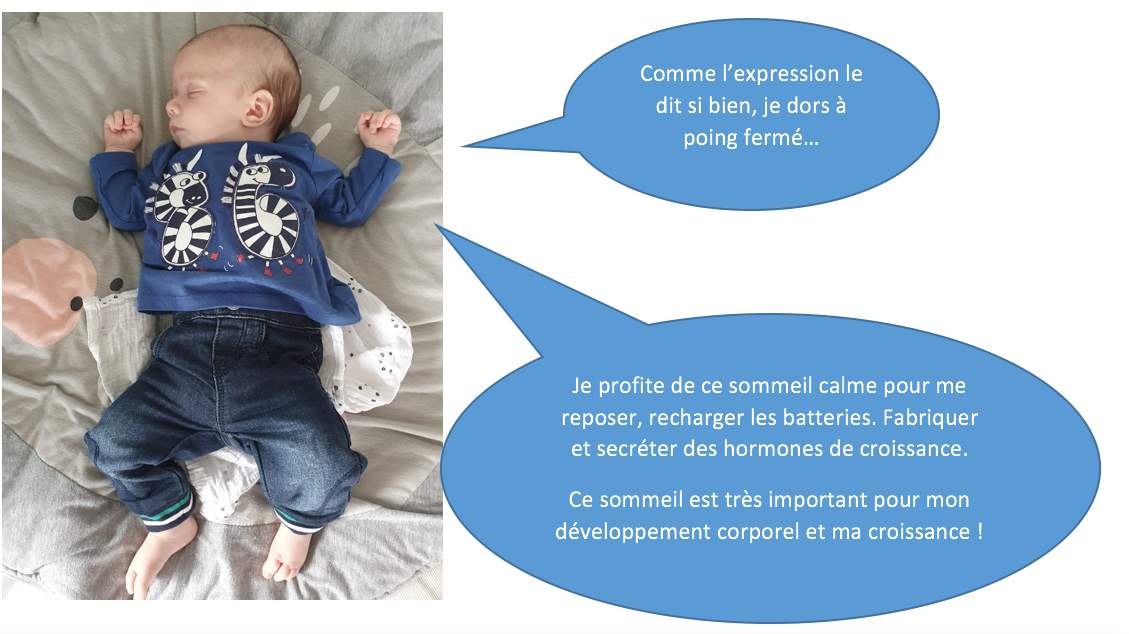 Comme l’expression le
dit si bien, je dors à
poing fermé…
Je profite de ce sommeil calme pour me
reposer, recharger les batteries. Fabriquer
et secréter des hormones de croissance.
Ce sommeil est très important pour mon
développement corporel et ma croissance !